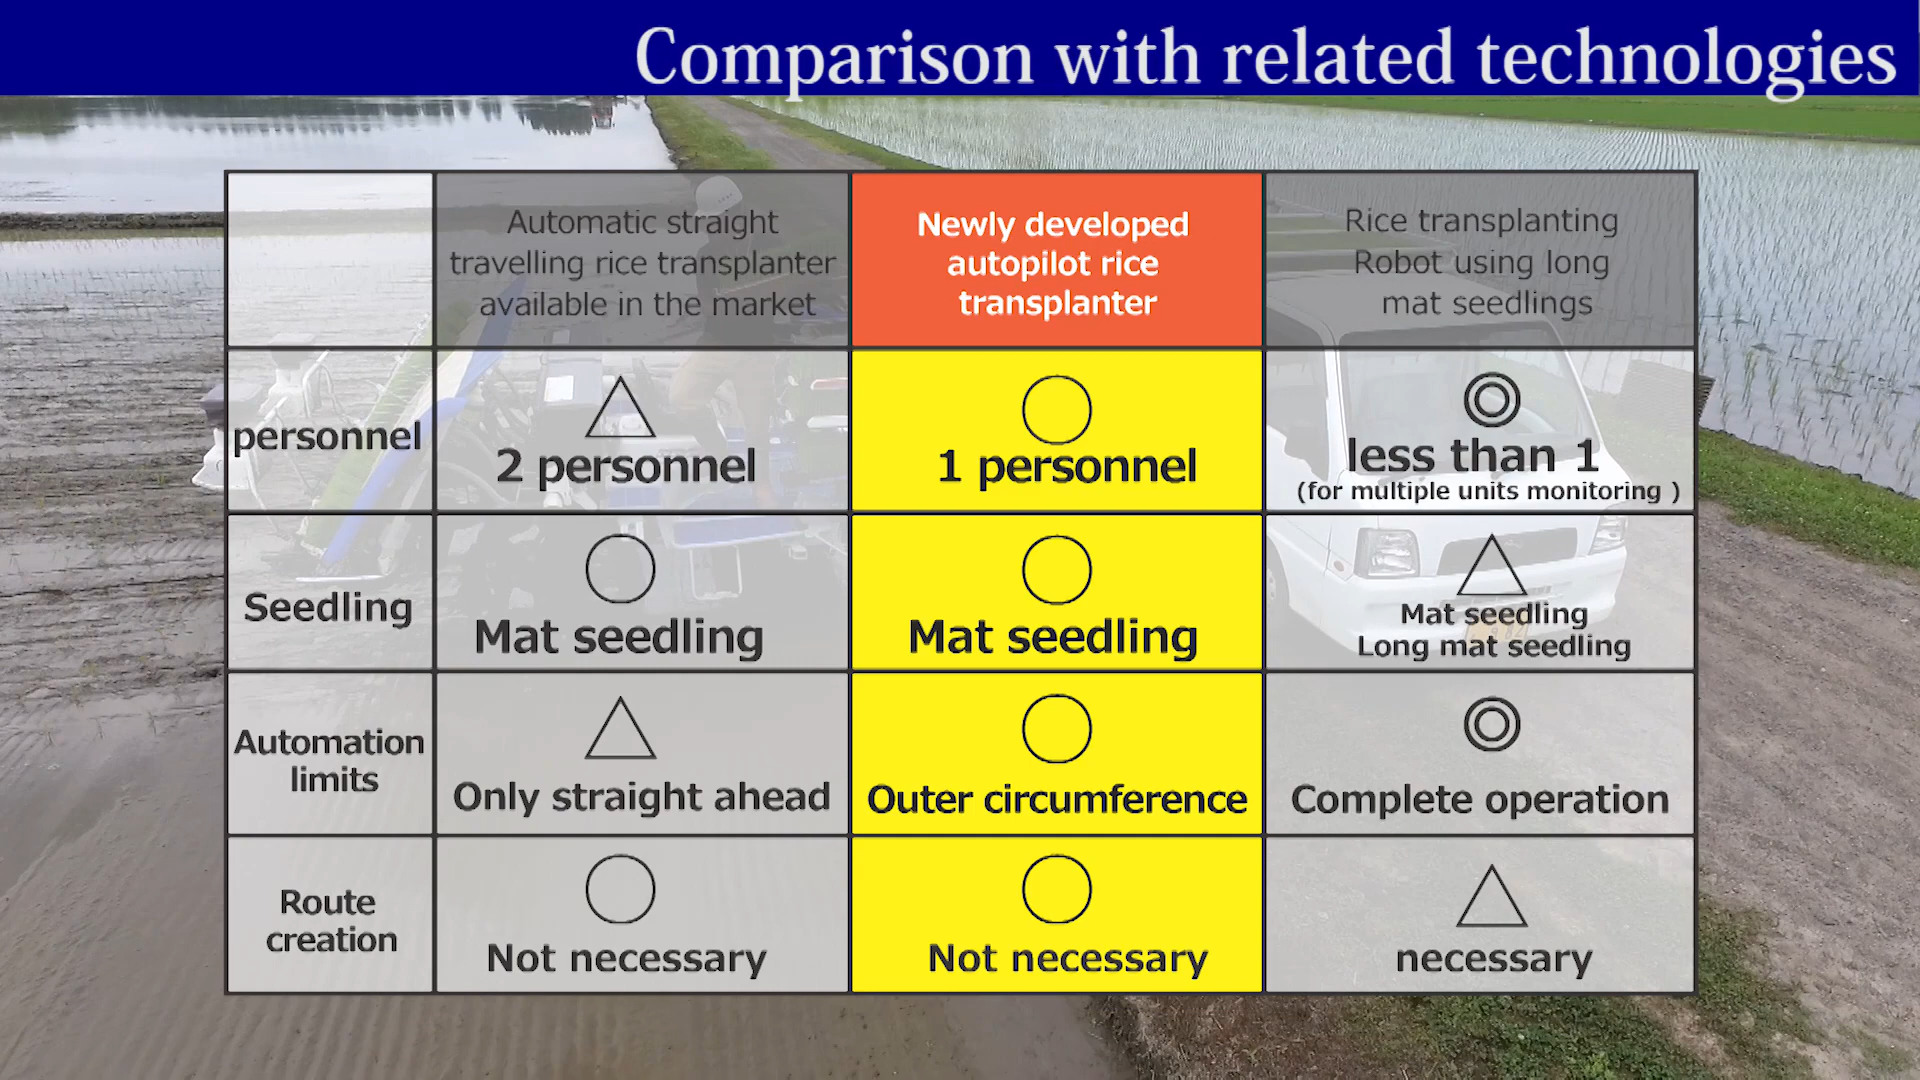 Comparison with related technologies
Automatic straight
travelling rice transplanter
available in the market
Newly developed
autopilot rice
transplanter
Rice transplanting
Robot using long
mat seedlings
personnel
2 personnel
1 personnel
less than 1
(for multiple units monitoring )
Seedling
Mat seedling
Mat seedling
Mat seedling
Long mat seedling
Automation
limits
Only straight ahead
Outer circumference
Complete operation
Route
creation
Not necessary
Not necessary
necessary